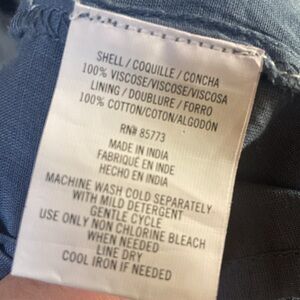 SHELL / COQUILLE / CONCHA
100% VISCOSE/VISCOSE/VISCOSA
LINING / DOUBLURE / FORRO
100% COTTON/COTON/ALGODON
RN# 85773
MADE IN INDIA
FABRIQUÉ EN INDE
HECHO EN INDIA
MACHINE WASH COLD SEPARATELY
WITH MILD DETERGENT
GENTLE CYCLE
USE ONLY NON CHLORINE BLEACH
WHEN NEEDED
LINE DRY
COOL IRON IF NEEDED